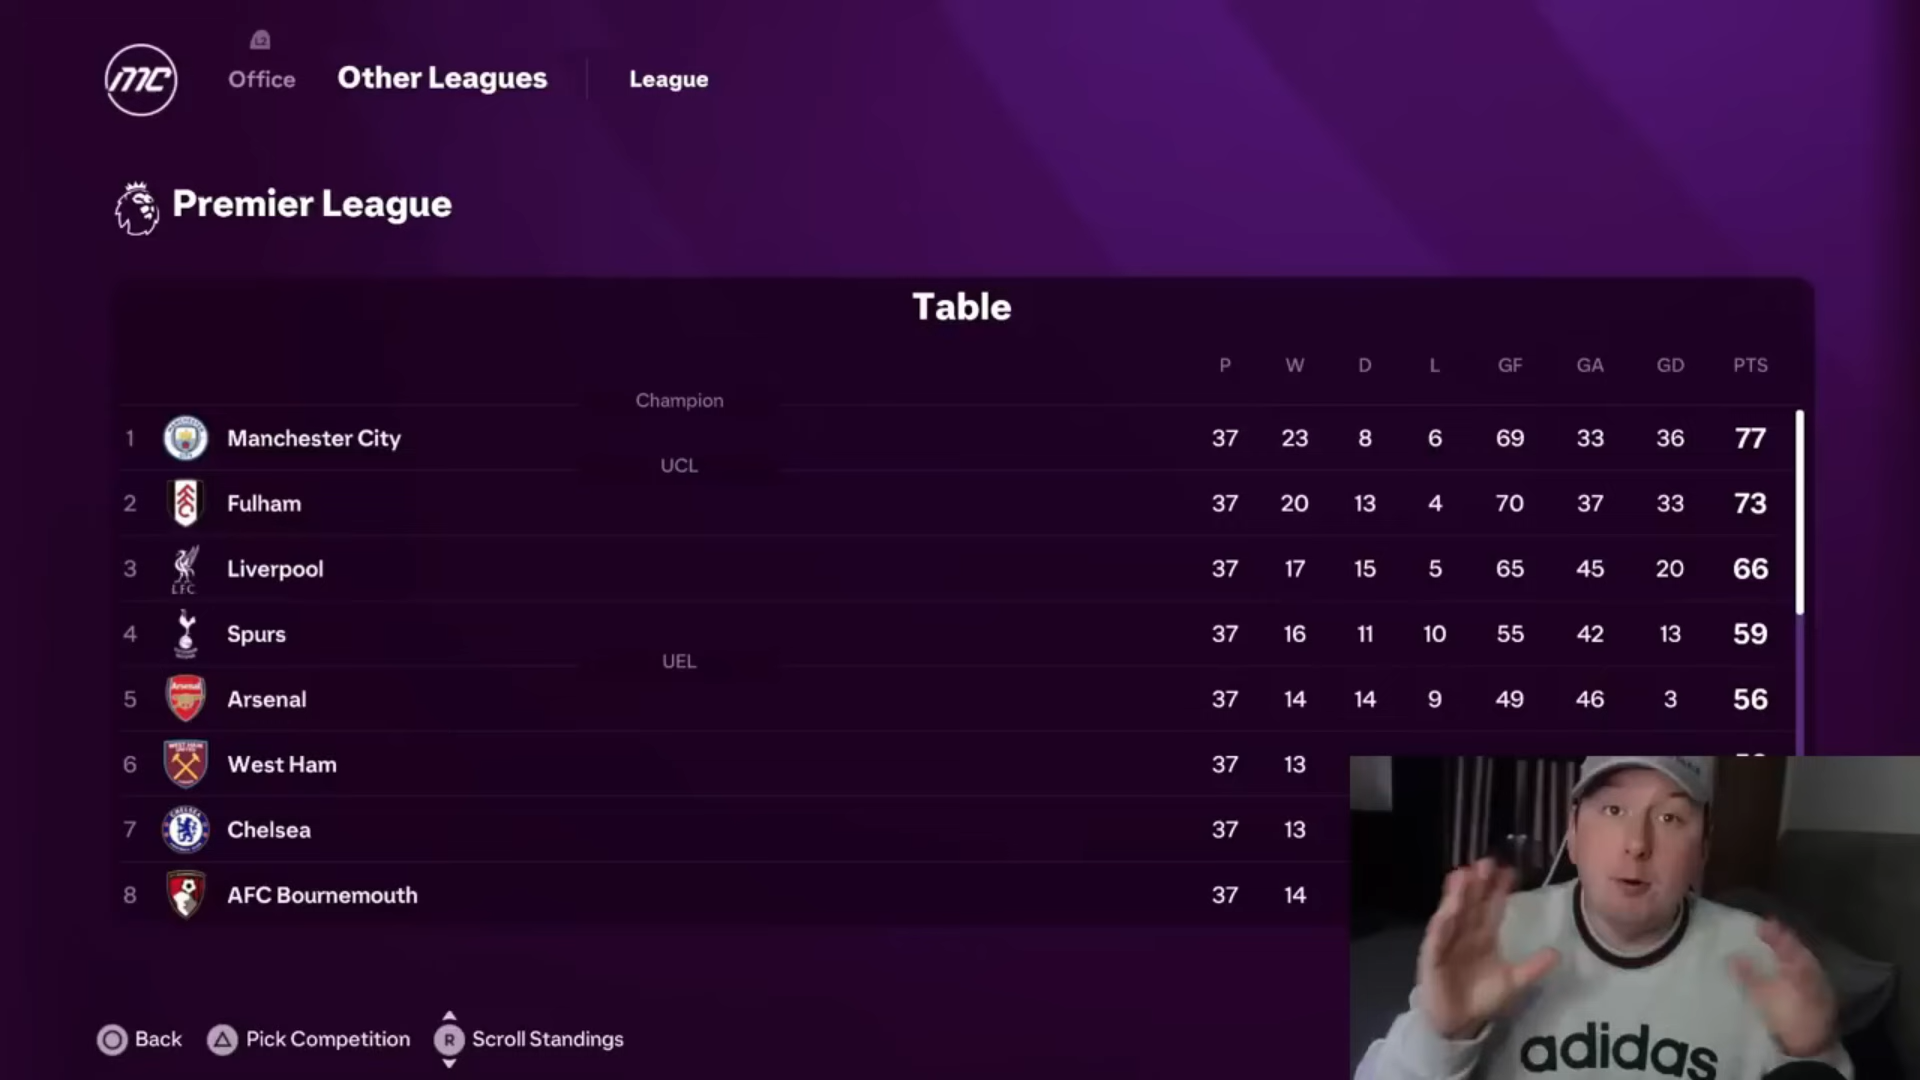 MC
L2
Office Other Leagues League
Premier League
Table
P W D L GF GA GD PTS
Champion
1 Manchester City 37 23 8 6 69 33 36 77
UCL
2 Fulham 37 20 13 4 70 37 33 73
3 Liverpool 37 17 15 5 65 45 20 66
L.F.C.
4 Spurs 37 16 11 10 55 42 13 59
UEL
5 Arsenal 37 14 14 9 49 46 3 56
6 West Ham 37 13
7 Chelsea 37 13
8 AFC Bournemouth 37 14
adidas
Back Pick Competition R Scroll Standings